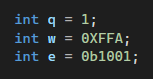 int q = 1;
int w = 0XFFA;
int e = 0b1001;